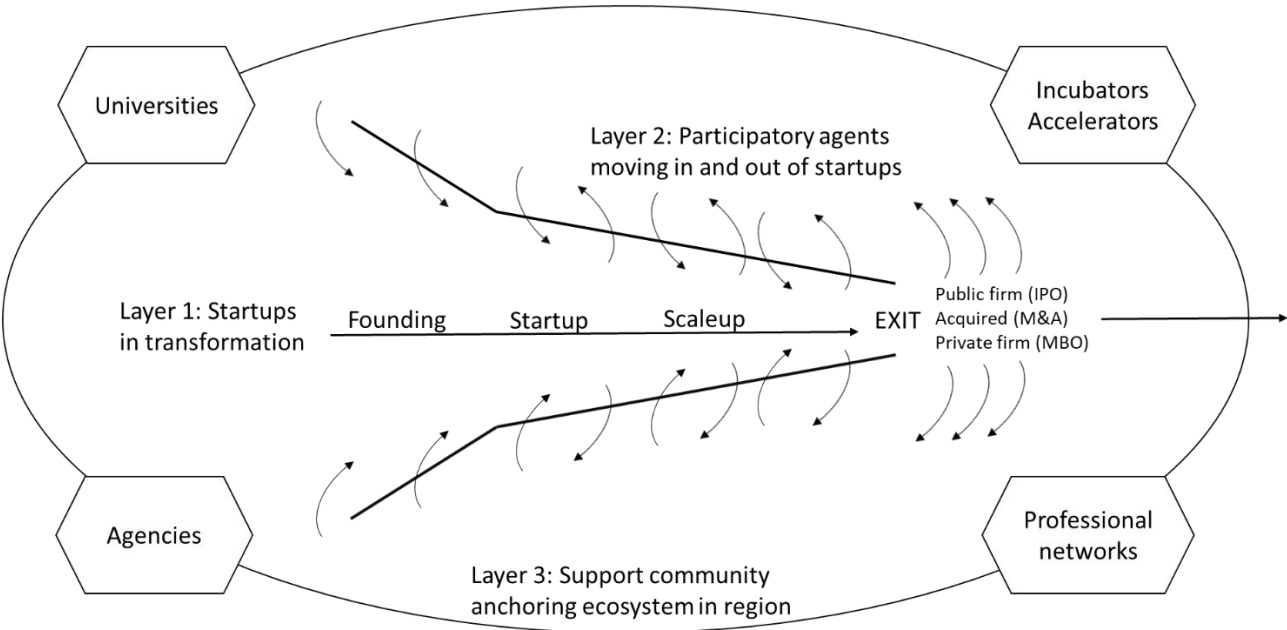 Universities
Incubators
Accelerators
Layer 2: Participatory agents
moving in and out of startups
Layer 1: Startups
in transformation
Founding
Startup
Scaleup
EXIT
Public firm (IPO)
Acquired (M&A)
Private firm (MBO)
Agencies
Professional
networks
Layer 3: Support community
anchoring ecosystem in region